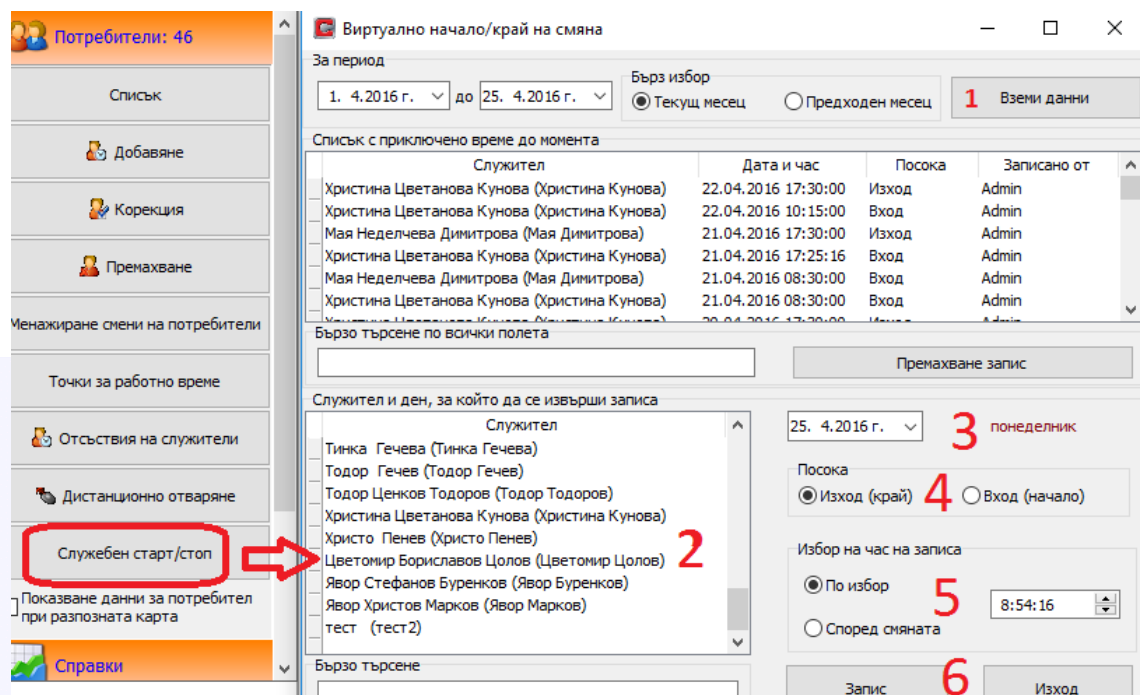 Потребители: 46
Списък
Добавяне
Корекция
Премахване
Менажиране смени на потребители
Точки за работно време
Отсъствия на служители
Дистанционно отваряне
Служебен старт/стоп
Показване данни за потребител
при разпозната карта
Справки
Виртуално начало/край на смяна
За период
1. 4.2016 г. до 25. 4.2016 г.
Бърз избор
Текущ месец Предходен месец
1 Вземи данни
Списък с приключено време до момента
Служител Дата и час Посока Записано от
Христина Цветанова Кунова (Христина Кунова) 22.04.2016 17:30:00 Изход Admin
Христина Цветанова Кунова (Христина Кунова) 22.04.2016 10:15:00 Вход Admin
Мая Неделчева Димитрова (Мая Димитрова) 21.04.2016 17:30:00 Изход Admin
Христина Цветанова Кунова (Христина Кунова) 21.04.2016 17:25:16 Вход Admin
Мая Неделчева Димитрова (Мая Димитрова) 21.04.2016 08:30:00 Вход Admin
Христина Цветанова Кунова (Христина Кунова) 21.04.2016 08:30:00 Вход Admin
Бързо търсене по всички полета
Премахване запис
Служител и ден, за който да се извърши записа
Служител
Тинка Гечева (Тинка Гечева)
Тодор Гечев (Тодор Гечев)
Тодор Ценков Тодоров (Тодор Тодоров)
Христина Цветанова Кунова (Христина Кунова)
Христо Пенев (Христо Пенев)
Цветомир Бориславов Цолов (Цветомир Цолов)
Явор Стефанов Буренков (Явор Буренков)
Явор Христов Марков (Явор Марков)
тест (тест2)
2
Бързо търсене
25. 4.2016 г. 3 понеделник
Посока
Изход (край) 4 Вход (начало)
Избор на час на записа
По избор
5 8:54:16
Според смяната
Запис 6 Изход